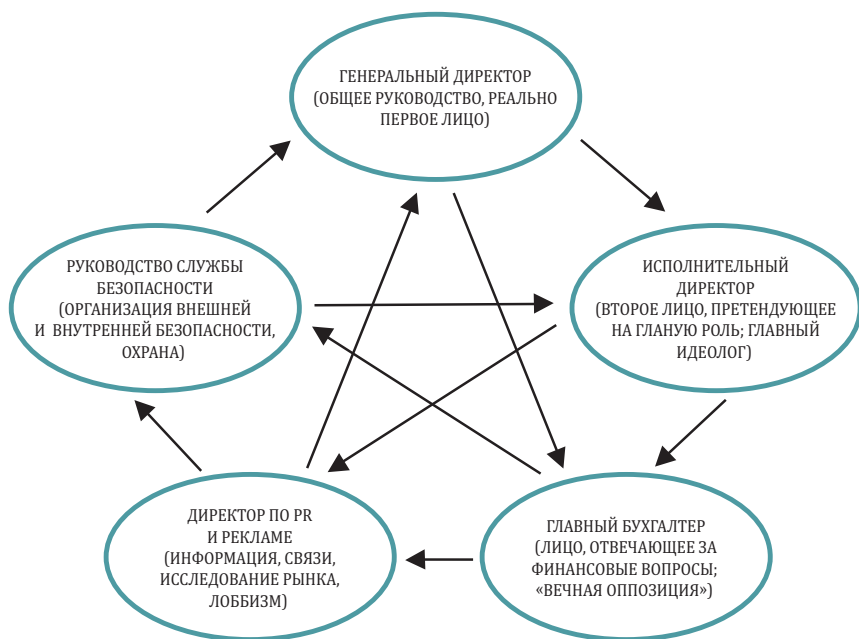 ГЕНЕРАЛЬНЫЙ ДИРЕКТОР
(ОБЩЕЕ РУКОВОДСТВО, РЕАЛЬНО
ПЕРВОЕ ЛИЦО)
РУКОВОДСТВО СЛУЖБЫ
БЕЗОПАСНОСТИ
(ОРГАНИЗАЦИЯ ВНЕШНЕЙ
И ВНУТРЕННЕЙ БЕЗОПАСНОСТИ,
ОХРАНА)
ИСПОЛНИТЕЛЬНЫЙ
ДИРЕКТОР
(ВТОРОЕ ЛИЦО, ПРЕТЕНДУЮЩЕЕ
НА ГЛАНУЮ РОЛЬ; ГЛАВНЫЙ
ИДЕОЛОГ)
ДИРЕКТОР ПО PR
И РЕКЛАМЕ
(ИНФОРМАЦИЯ, СВЯЗИ,
ИССЛЕДОВАНИЕ РЫНКА,
ЛОББИЗМ)
ГЛАВНЫЙ БУХГАЛТЕР
(ЛИЦО, ОТВЕЧАЮЩЕЕ ЗА
ФИНАНСОВЫЕ ВОПРОСЫ;
«ВЕЧНАЯ ОППОЗИЦИЯ»)